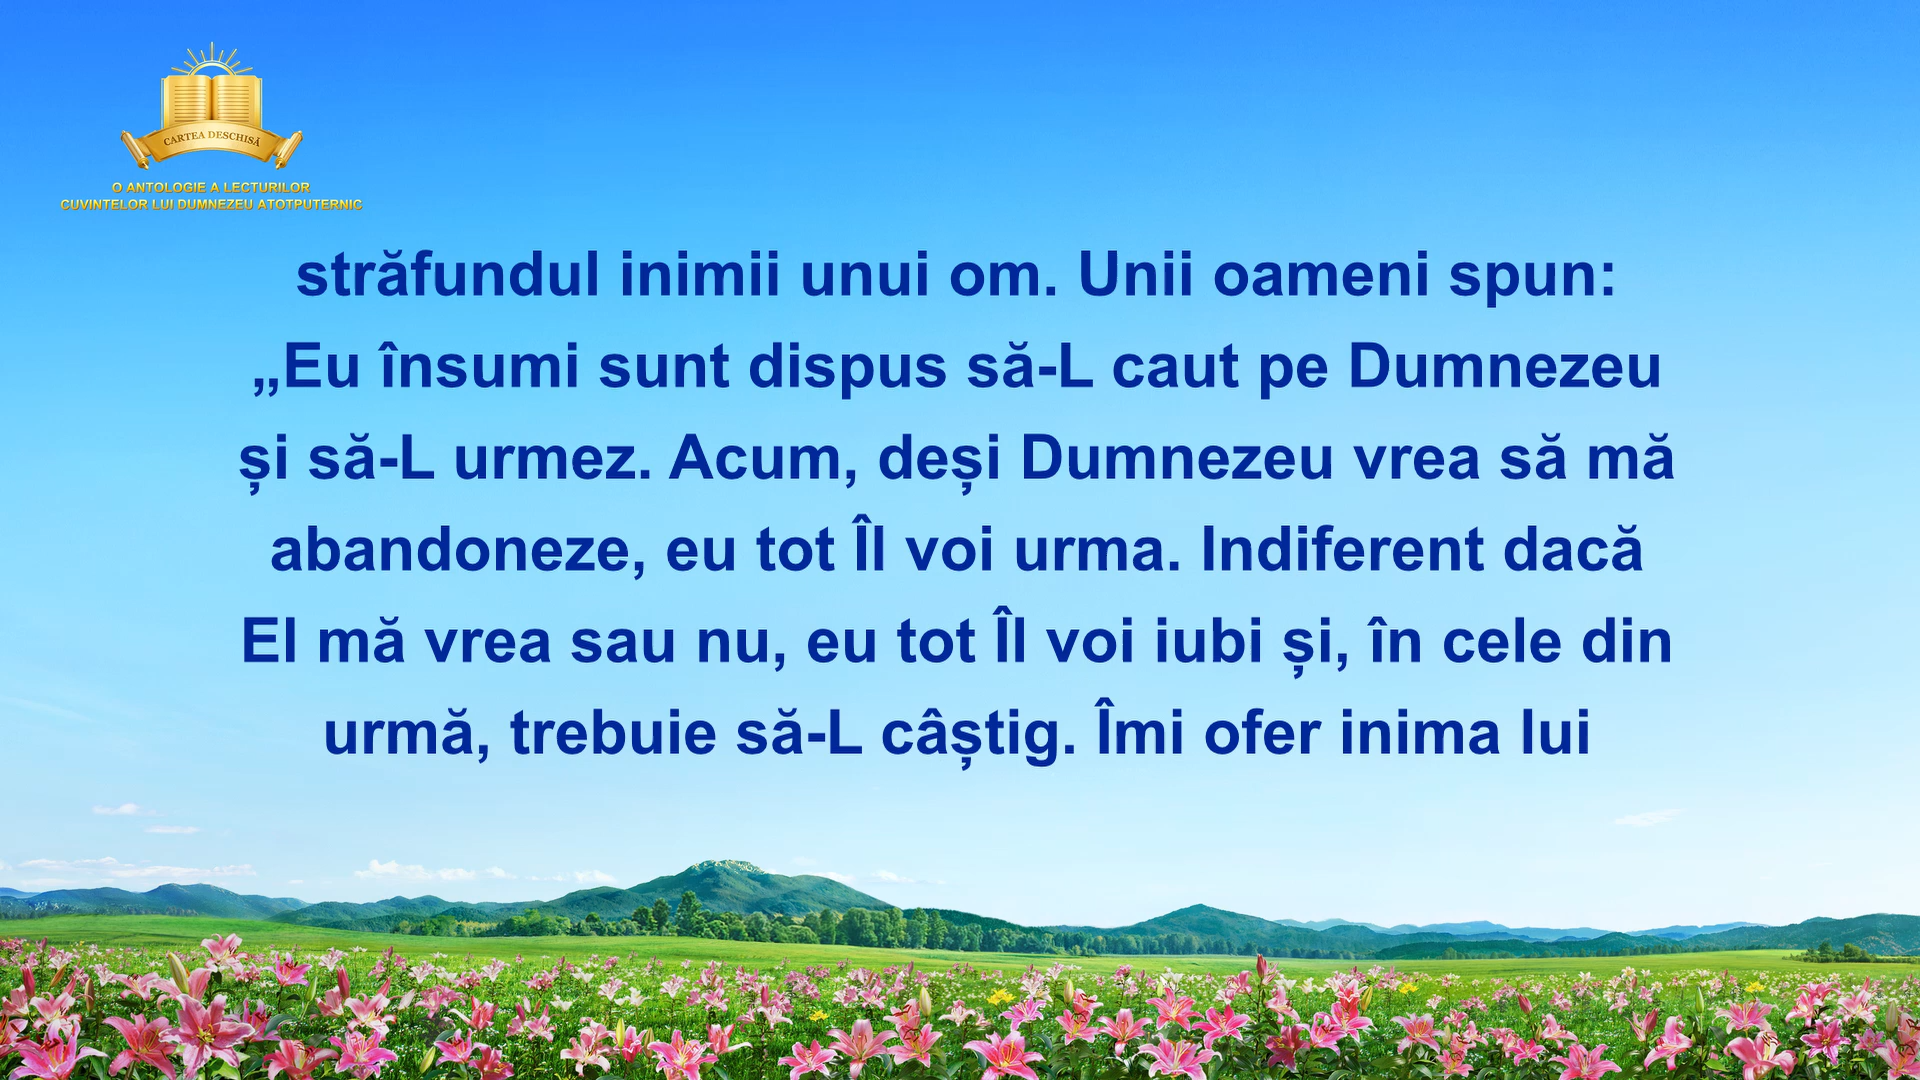 CARTEA DESCHISĂ
O ANTOLOGIE A LECTURILOR
CUVINTELOR LUI DUMNEZEU ATOTPUTERNIC
străfundul inimii unui om. Unii oameni spun:
„Eu însumi sunt dispus să-L caut pe Dumnezeu
și să-L urmez. Acum, deși Dumnezeu vrea să mă
abandoneze, eu tot Îl voi urma. Indiferent dacă
El mă vrea sau nu, eu tot Îl voi iubi și, în cele din
urmă, trebuie să-L câștig. Îmi ofer inima lui